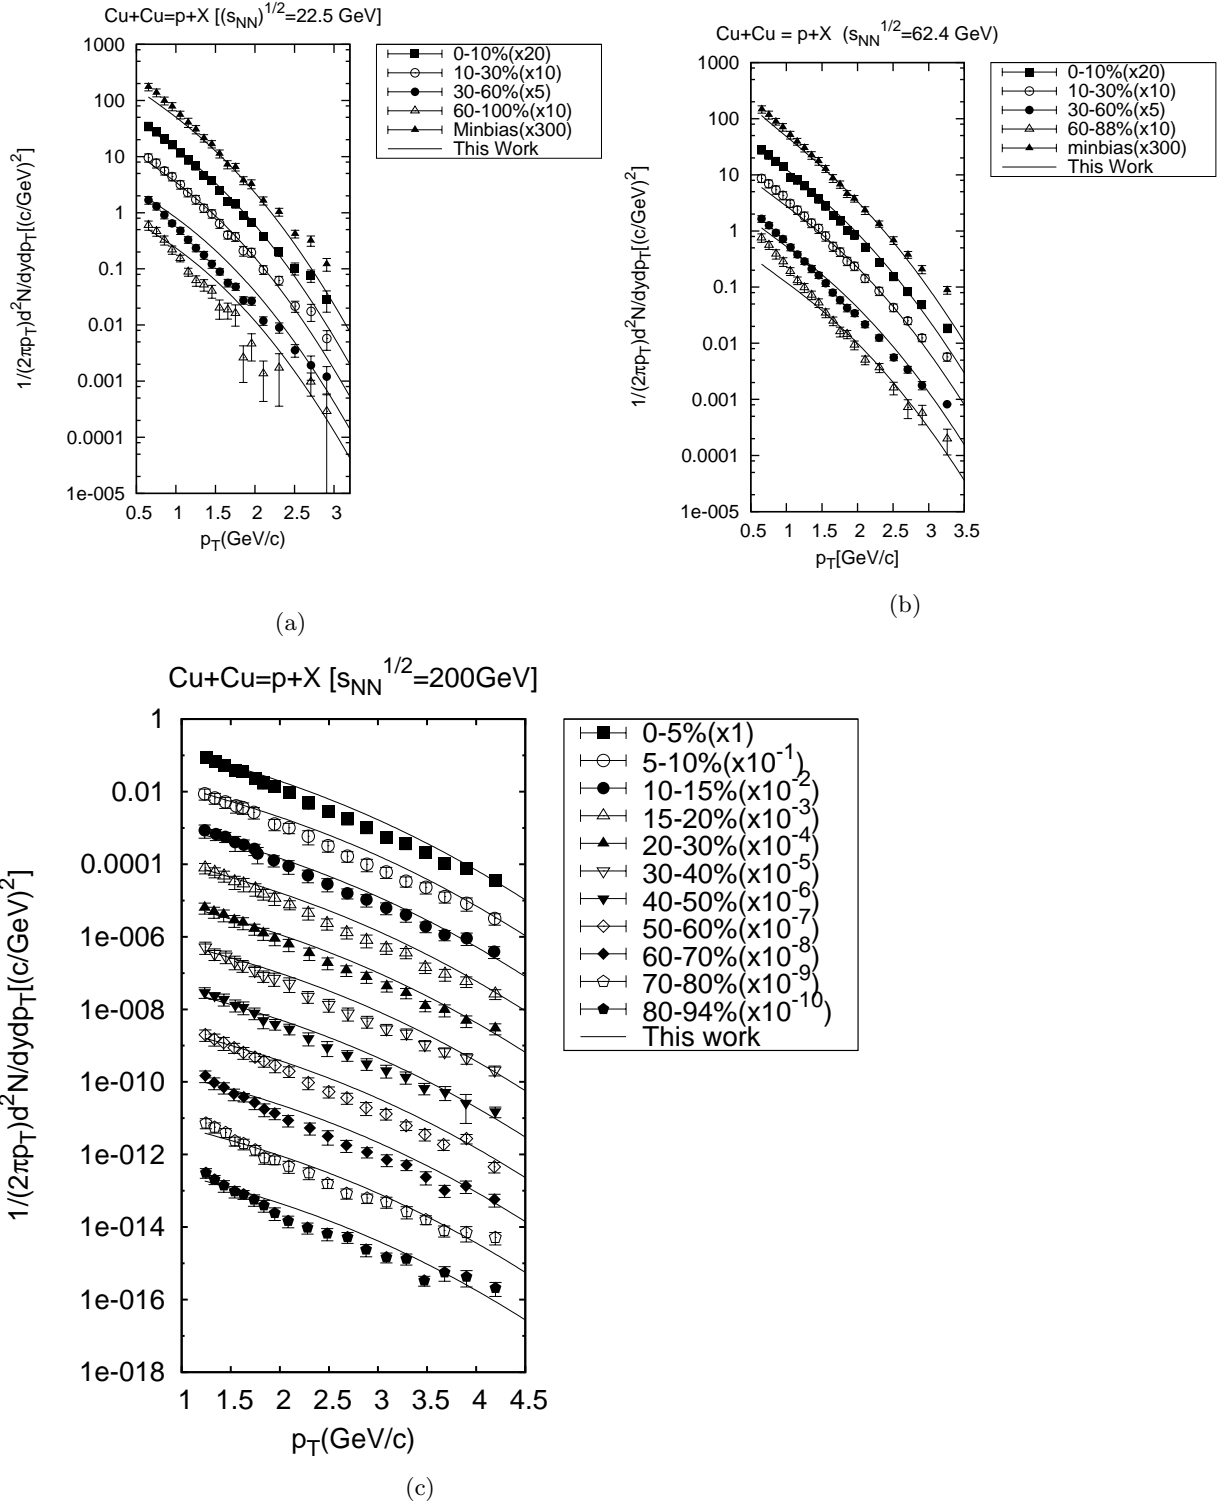 Cu+Cu=p+X [(s_NN)^1/2=22.5 GeV]
1/(2πp_T)d^2N/dydp_T[(c/GeV)^2]
1000
100
10
1
0.1
0.01
0.001
0.0001
1e-005
0.5 1 1.5 2 2.5 3
p_T(GeV/c)
0-10%(x20)
10-30%(x10)
30-60%(x5)
60-100%(x10)
Minbias(x300)
This Work
(a)
Cu+Cu = p+X (s_NN^1/2=62.4 GeV)
1/(2πp_T)d^2N/dydp_T[(c/GeV)^2]
1000
100
10
1
0.1
0.01
0.001
0.0001
1e-005
0.5 1 1.5 2 2.5 3 3.5
p_T[GeV/c]
0-10%(x20)
10-30%(x10)
30-60%(x5)
60-88%(x10)
minbias(x300)
This Work
(b)
Cu+Cu=p+X [s_NN^1/2=200GeV]
1/(2πp_T)d^2N/dydp_T[(c/GeV)^2]
1
0.01
0.0001
1e-006
1e-008
1e-010
1e-012
1e-014
1e-016
1e-018
1 1.5 2 2.5 3 3.5 4 4.5
p_T(GeV/c)
0-5%(x1)
5-10%(x10^-1)
10-15%(x10^-2)
15-20%(x10^-3)
20-30%(x10^-4)
30-40%(x10^-5)
40-50%(x10^-6)
50-60%(x10^-7)
60-70%(x10^-8)
70-80%(x10^-9)
80-94%(x10^-10)
This work
(c)